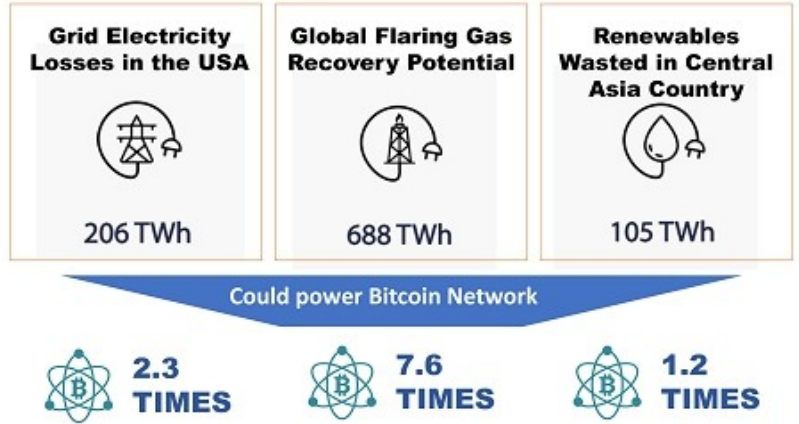 Grid Electricity
Losses in the USA
206 TWh
Global Flaring Gas
Recovery Potential
688 TWh
Renewables
Wasted in Central
Asia Country
105 TWh
Could power Bitcoin Network
2.3
TIMES
7.6
TIMES
1.2
TIMES